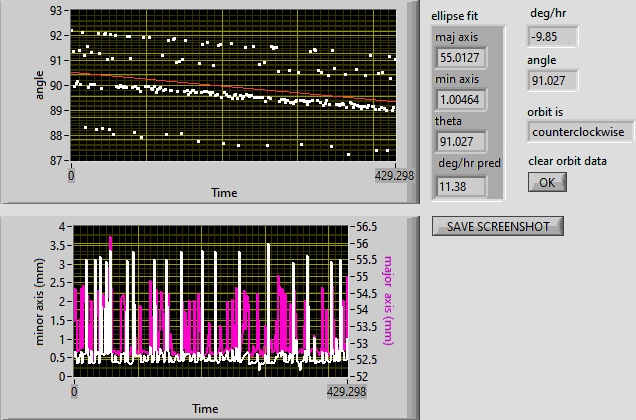 93
92
91
90
89
88
87
angle
0
429.298
Time
ellipse fit
maj axis
55.0127
min axis
1.00464
theta
91.027
deg/hr pred
11.38
deg/hr
-9.85
angle
91.027
orbit is
counterclockwise
clear orbit data
OK
SAVE SCREENSHOT
4
3.5
3
2.5
2
1.5
1
0.5
0
minor axis (mm)
56.5
56
55.5
55
54.5
54
53.5
53
52.5
52
major axis (mm)
0
429.298
Time